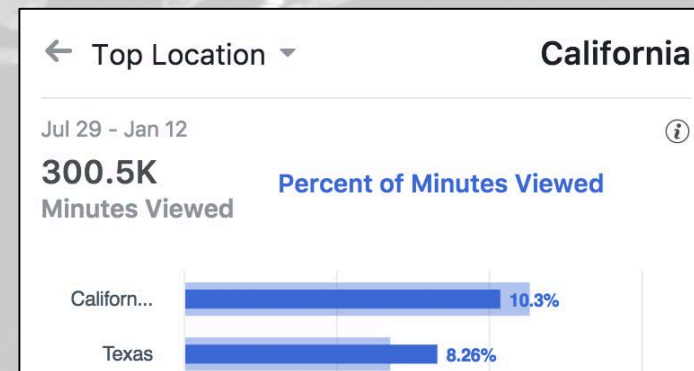 ← Top Location California
Jul 29 - Jan 12
300.5K
Percent of Minutes Viewed
Minutes Viewed
Californ... 10.3%
Texas 8.26%